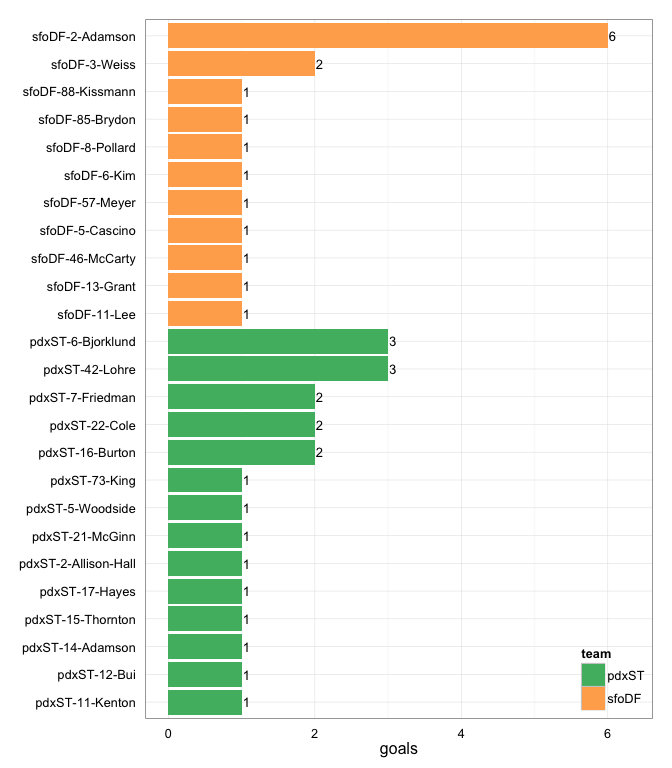 sfoDF-2-Adamson 6
sfoDF-3-Weiss 2
sfoDF-88-Kissmann 1
sfoDF-85-Brydon 1
sfoDF-8-Pollard 1
sfoDF-6-Kim 1
sfoDF-57-Meyer 1
sfoDF-5-Cascino 1
sfoDF-46-McCarty 1
sfoDF-13-Grant 1
sfoDF-11-Lee 1
pdxST-6-Bjorklund 3
pdxST-42-Lohre 3
pdxST-7-Friedman 2
pdxST-22-Cole 2
pdxST-16-Burton 2
pdxST-73-King 1
pdxST-5-Woodside 1
pdxST-21-McGinn 1
pdxST-2-Allison-Hall 1
pdxST-17-Hayes 1
pdxST-15-Thornton 1
pdxST-14-Adamson 1
pdxST-12-Bui 1
pdxST-11-Kenton 1
team
pdxST
sfoDF
0 2 4 6
goals